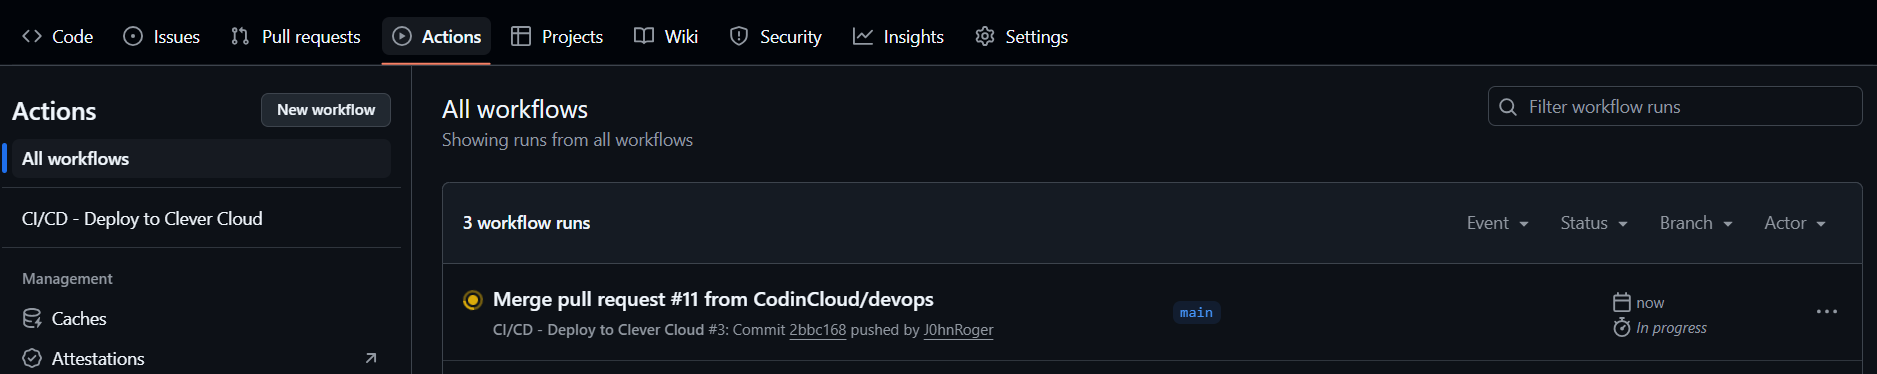 Code Issues Pull requests Actions Projects Wiki Security Insights Settings
Actions
New workflow
All workflows
CI/CD - Deploy to Clever Cloud
Management
Caches
Attestations
All workflows
Showing runs from all workflows
Filter workflow runs
3 workflow runs
Event Status Branch Actor
Merge pull request #11 from CodinCloud/devops
CI/CD - Deploy to Clever Cloud #3: Commit 2bbc168 pushed by J0hnRoger
main
now
In progress